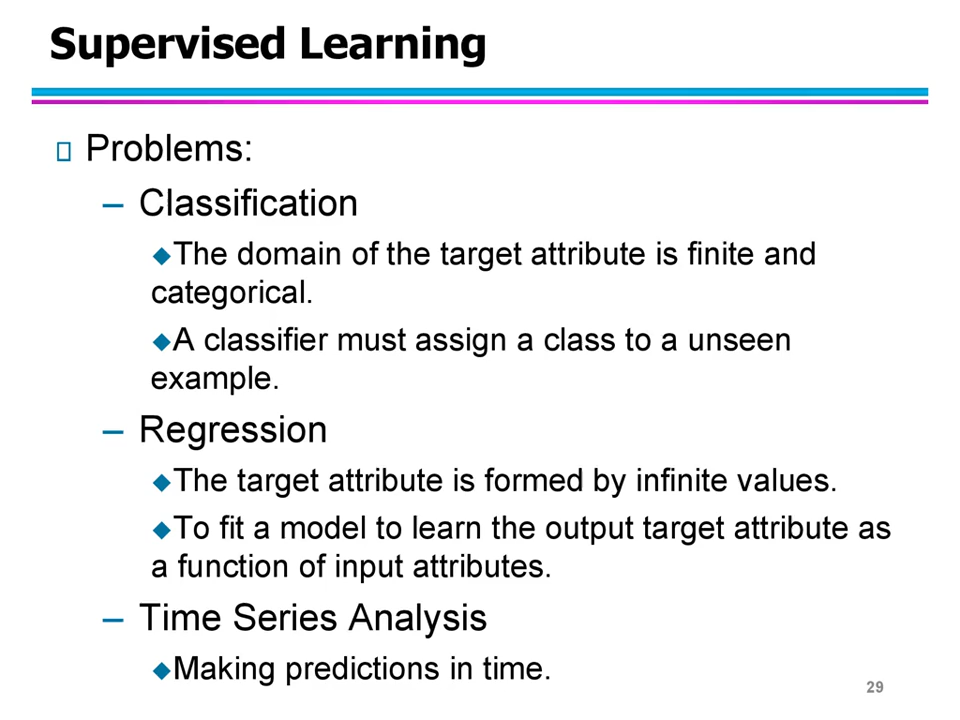 Supervised Learning
Problems:
– Classification
◆The domain of the target attribute is finite and
categorical.
◆A classifier must assign a class to a unseen
example.
– Regression
◆The target attribute is formed by infinite values.
◆To fit a model to learn the output target attribute as
a function of input attributes.
– Time Series Analysis
◆Making predictions in time.
29